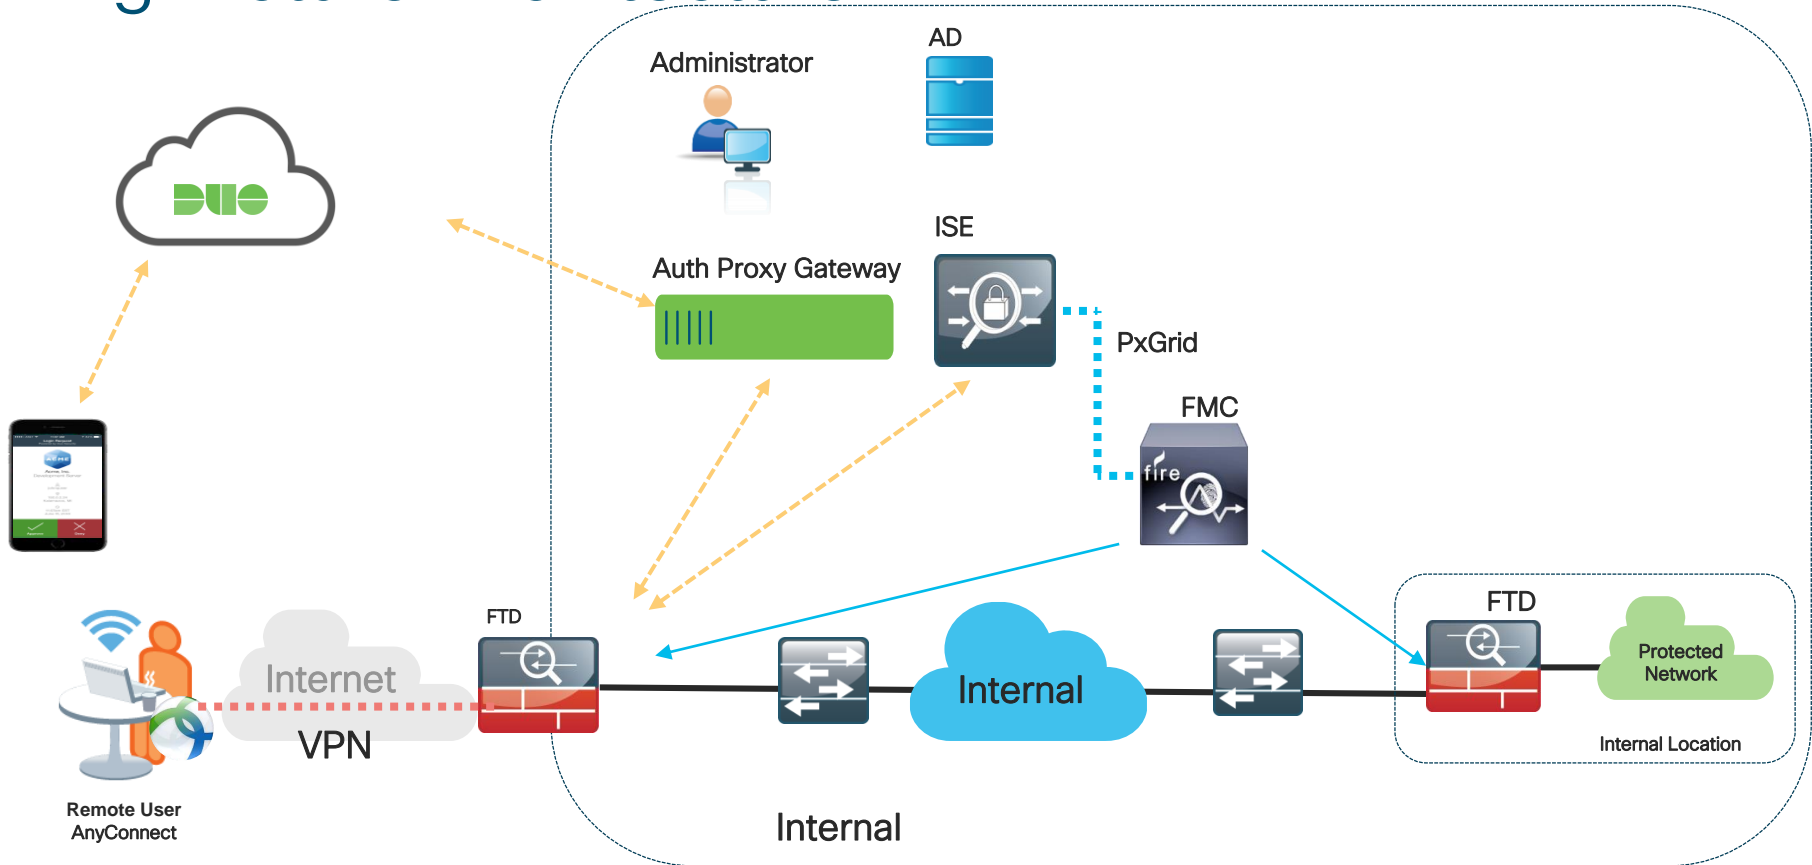 AD
Administrator
DUO
ISE
Auth Proxy Gateway
PxGrid
FMC
fire
FTD
FTD
Protected
Network
Internet
Internal
VPN
Internal Location
Remote User
AnyConnect
Internal